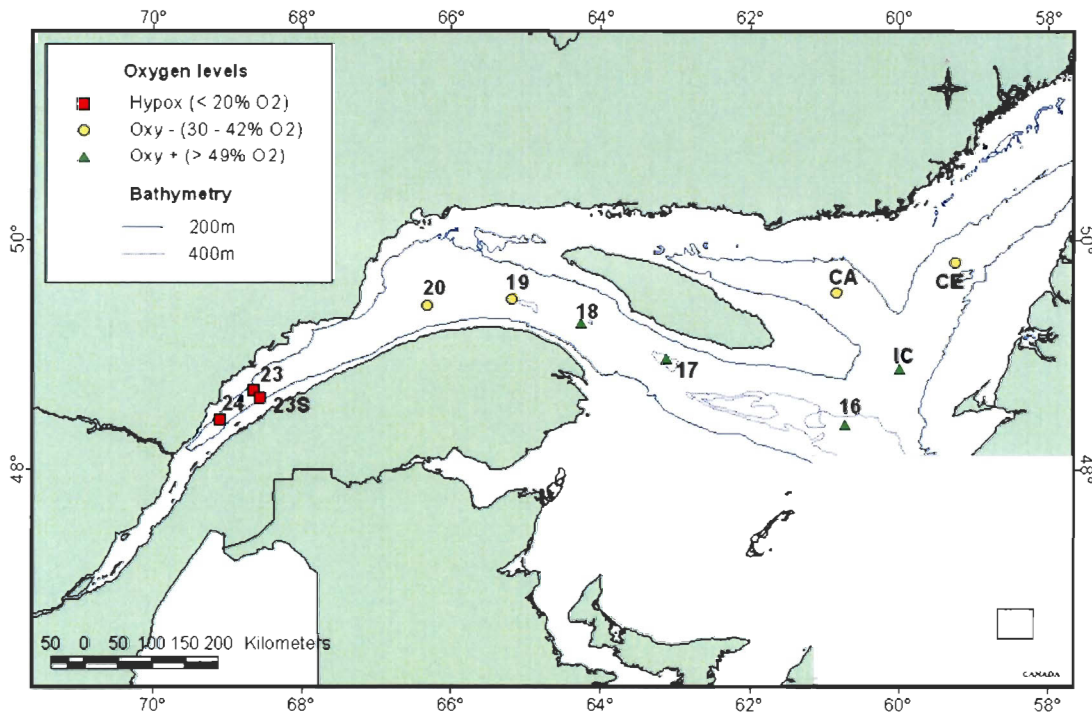 70° 68° 66° 64° 62° 60° 58°
Oxygen levels
Hypox (< 20% O2)
Oxy - (30 - 42% O2)
Oxy + (> 49% O2)
Bathymetry
200m
400m
50° 50°
CA
CE
20 19
18
17
IC
16
23
24 23S
48° 48°
50 0 50 100 150 200 Kilometers
CANADA
70° 68° 66° 64° 62° 60° 58°